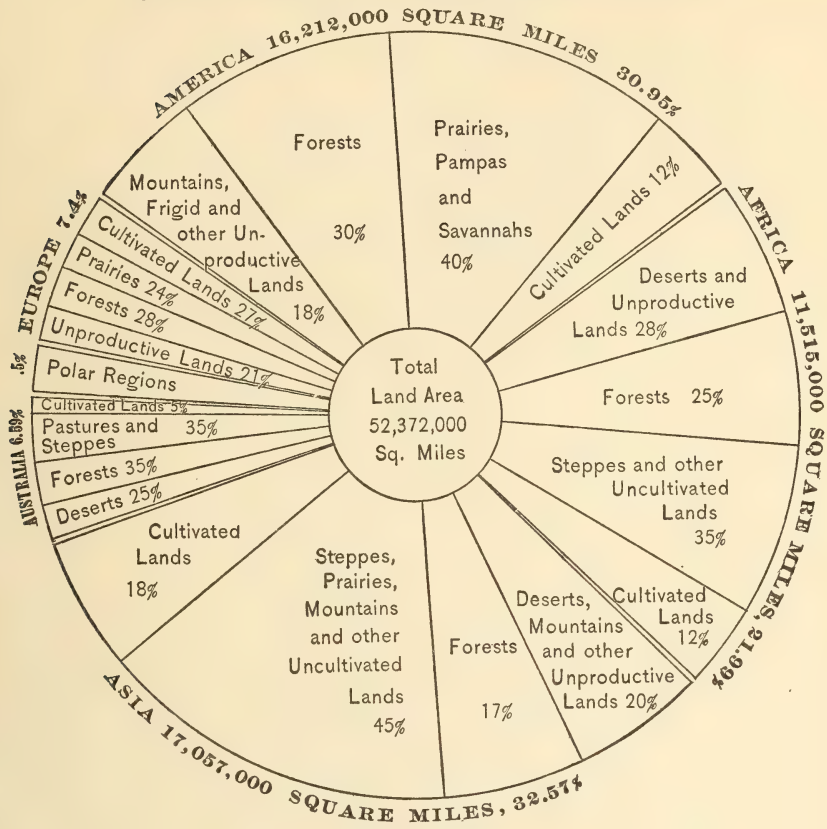 AMERICA 16,212,000 SQUARE MILES 30.95%
Mountains,
Frigid and
other Un-
productive
Lands
18%
Forests
30%
Prairies,
Pampas
and
Savannahs
40%
Cultivated Lands 12%
AFRICA 11,515,000 SQUARE MILES, 21.99%
Deserts and
Unproductive
Lands 28%
Forests 25%
Steppes and other
Uncultivated
Lands
35%
Cultivated
Lands
12%
ASIA 17,057,000 SQUARE MILES, 32.57%
Deserts,
Mountains
and other
Unproductive
Lands 20%
Forests
17%
Steppes,
Prairies,
Mountains
and other
Uncultivated
Lands
45%
Cultivated
Lands
18%
AUSTRALIA 6.59%
Deserts 25%
Forests 35%
Pastures and
Steppes 35%
Cultivated Lands 5%
.5%
Polar Regions
EUROPE 7.4%
Unproductive Lands 21%
Forests 28%
Prairies 24%
Cultivated Lands 27%
Total
Land Area
52,372,000
Sq. Miles